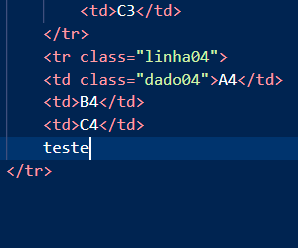 <td>C3</td>
</tr>
<tr class="linha04">
<td class="dado04">A4</td>
<td>B4</td>
<td>C4</td>
teste
</tr>